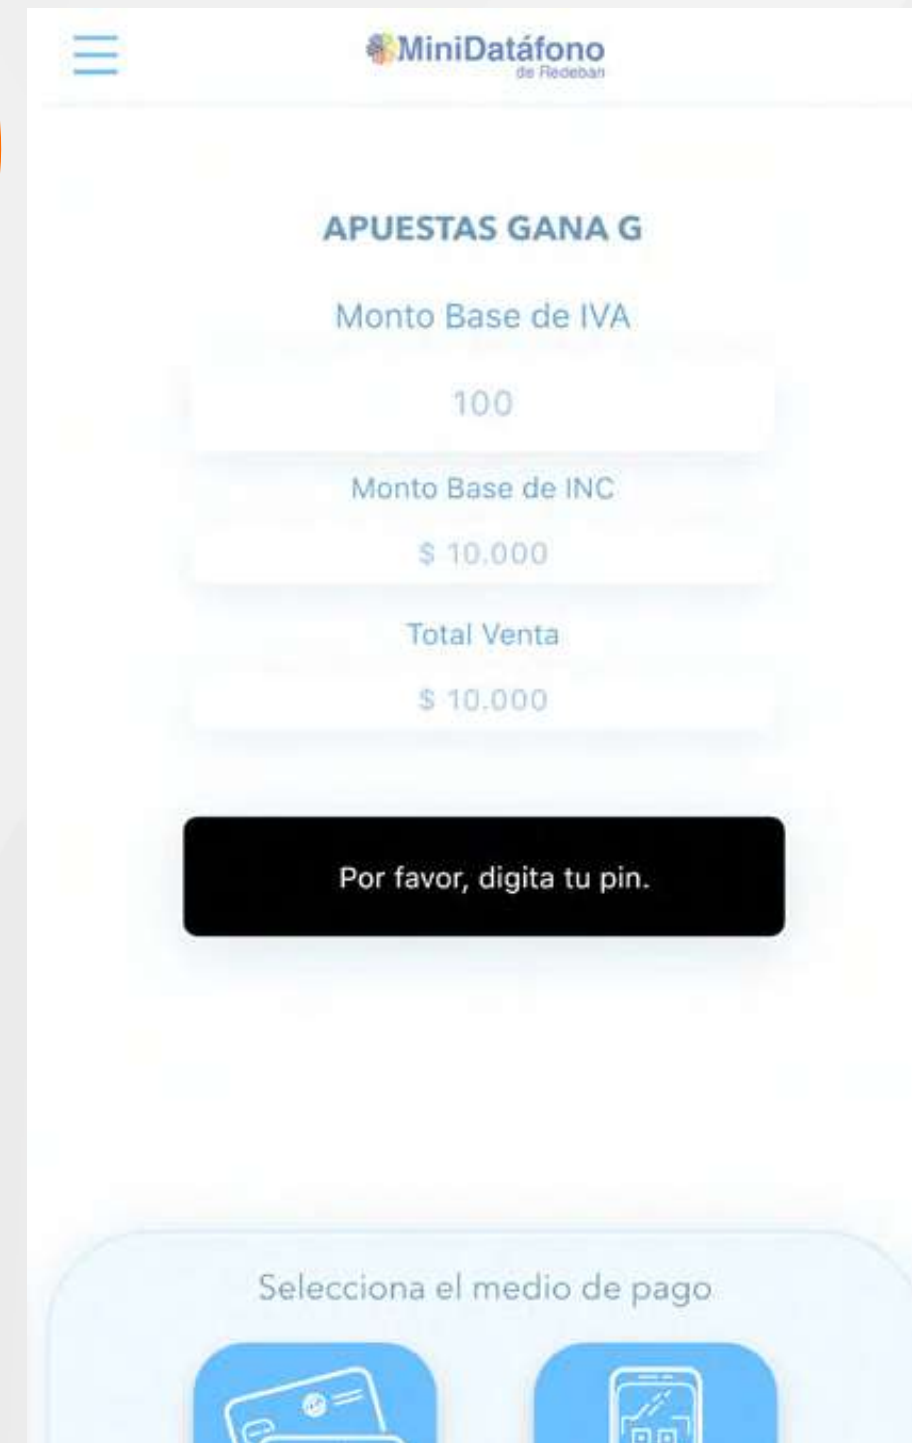 MiniDatáfono
de Redeban
APUESTAS GANA G
Monto Base de IVA
100
Monto Base de INC
$ 10.000
Total Venta
$ 10.000
Por favor, digita tu pin.
Selecciona el medio de pago